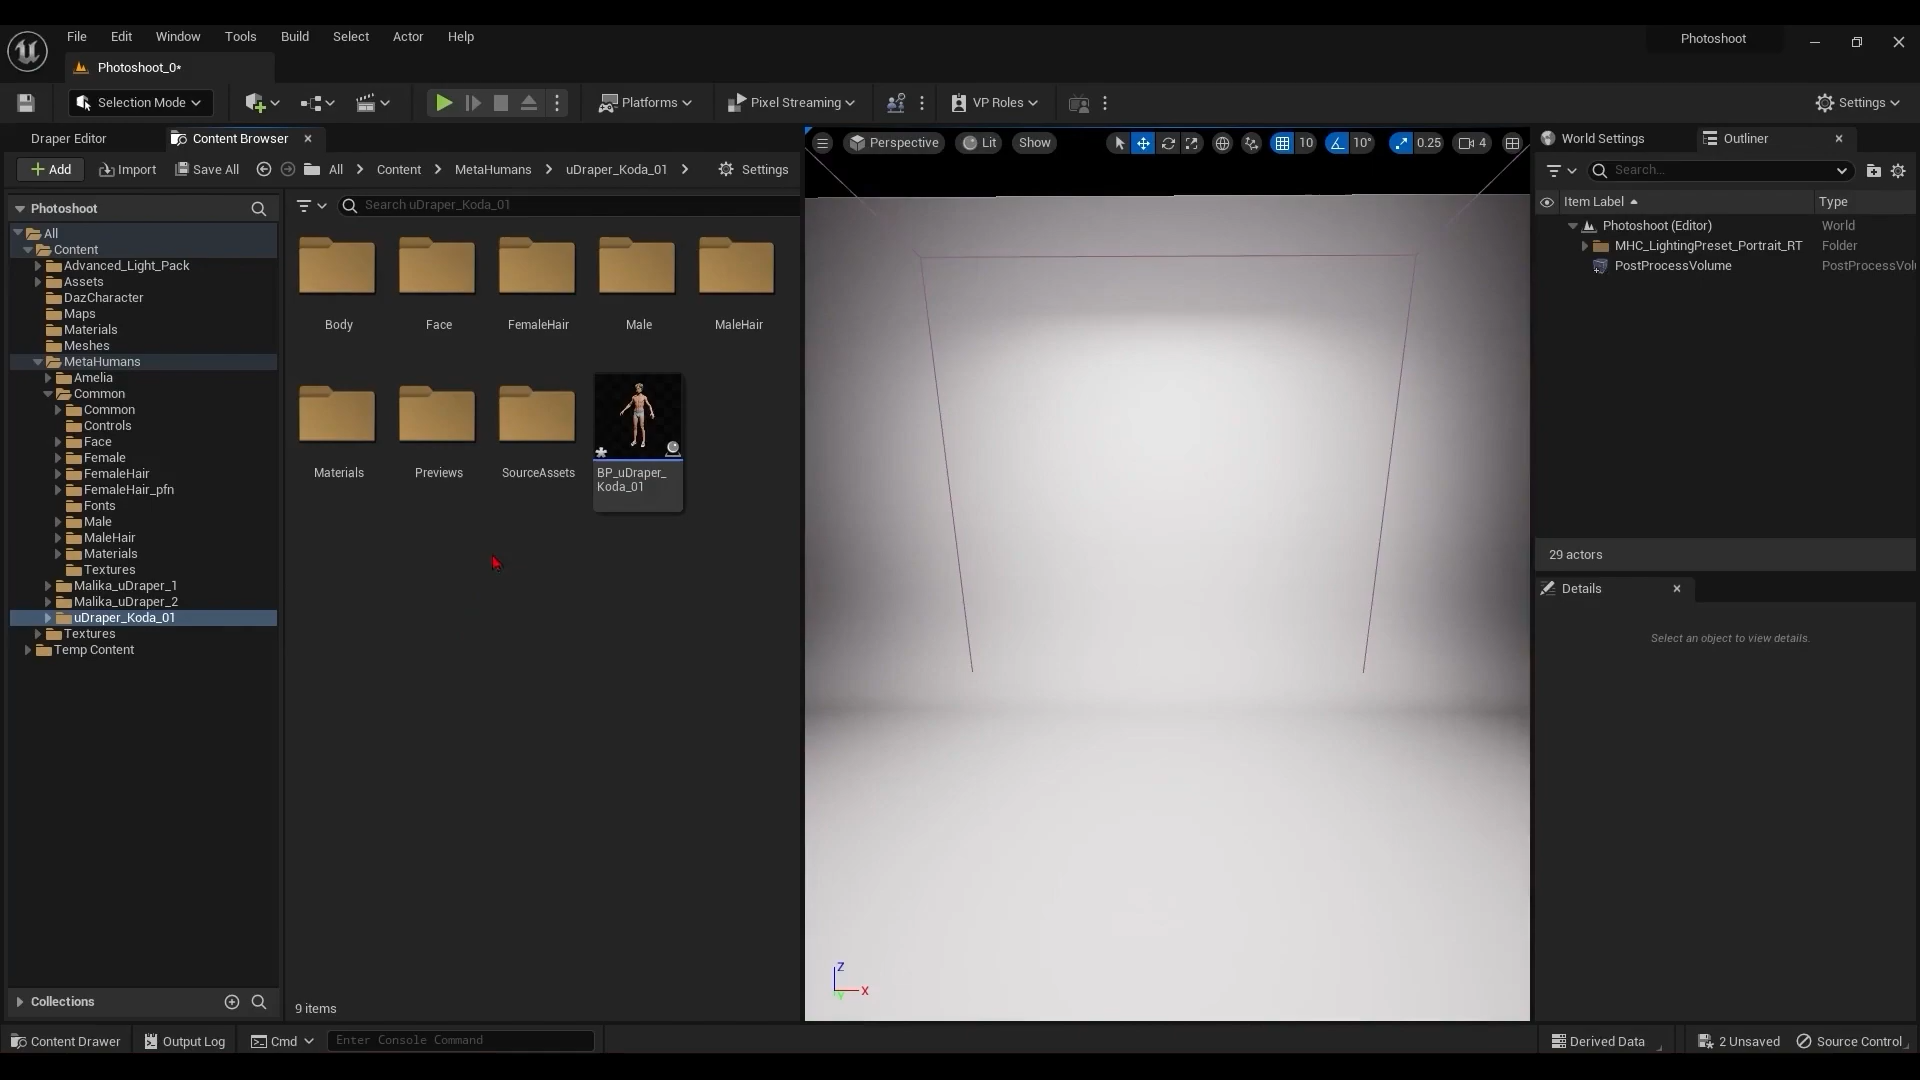 File Edit Window Tools Build Select Actor Help
Photoshoot
Photoshoot_0*
Selection Mode
Platforms
Pixel Streaming
VP Roles
Settings
Draper Editor
Content Browser
Add
Import
Save All
All
Content
MetaHumans
uDraper_Koda_01
Settings
Photoshoot
All
Content
Advanced_Light_Pack
Assets
DazCharacter
Maps
Materials
Meshes
MetaHumans
Amelia
Common
Common
Controls
Face
Female
FemaleHair
FemaleHair_pfn
Fonts
Male
MaleHair
Materials
Textures
Malika_uDraper_1
Malika_uDraper_2
uDraper_Koda_01
Textures
Temp Content
Collections
Search uDraper_Koda_01
Body
Face
FemaleHair
Male
MaleHair
Materials
Previews
SourceAssets
BP_uDraper_
Koda_01
9 items
Perspective
Lit
Show
10
10°
0.25
4
Z
X
Y
World Settings
Outliner
Search...
Item Label
Type
Photoshoot (Editor)
World
MHC_LightingPreset_Portrait_RT
Folder
PostProcessVolume
PostProcessVolu
29 actors
Details
Select an object to view details.
Content Drawer
Output Log
Cmd
Enter Console Command
Derived Data
2 Unsaved
Source Control